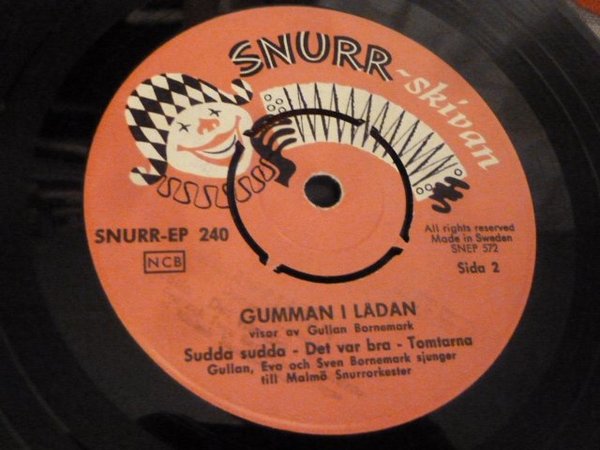 SNURR-skivan
SNURR-EP 240
NCB
All rights reserved
Made in Sweden
SNEP 572
Sida 2
GUMMAN I LÅDAN
visor av Gullan Bornemark
Sudda sudda - Det var bra - Tomtarna
Gullan, Eva och Sven Bornemark sjunger
till Malmö Snurrorkester